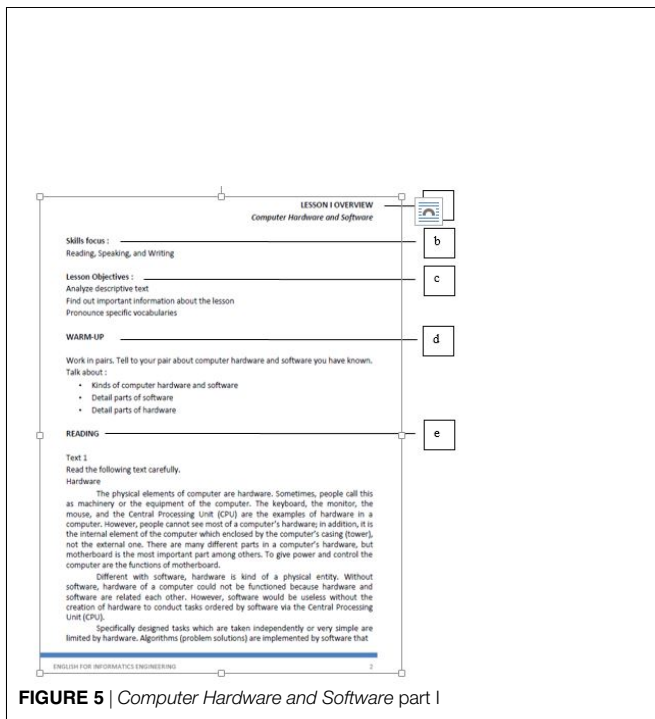 LESSON I OVERVIEW
Computer Hardware and Software
Skills focus :
b
Reading, Speaking, and Writing
Lesson Objectives :
c
Analyze descriptive text
Find out important information about the lesson
Pronounce specific vocabularies
WARM-UP
d
Work in pairs. Tell to your pair about computer hardware and software you have known.
Talk about :
• Kinds of computer hardware and software
• Detail parts of software
• Detail parts of hardware
READING
e
Text 1
Read the following text carefully.
Hardware
The physical elements of computer are hardware. Sometimes, people call this
as machinery or the equipment of the computer. The keyboard, the monitor, the
mouse, and the Central Processing Unit (CPU) are the examples of hardware in a
computer. However, people cannot see most of a computer's hardware; in addition, it is
the internal element of the computer which enclosed by the computer's casing (tower),
not the external one. There are many different parts in a computer's hardware, but
motherboard is the most important part among others. To give power and control the
computer are the functions of motherboard.
Different with software, hardware is kind of a physical entity. Without
software, hardware of a computer could not be functioned because hardware and
software are related each other. However, software would be useless without the
creation of hardware to conduct tasks ordered by software via the Central Processing
Unit (CPU).
Specifically designed tasks which are taken independently or very simple are
limited by hardware. Algorithms (problem solutions) are implemented by software that
ENGLISH FOR INFORMATICS ENGINEERING 2
FIGURE 5 | Computer Hardware and Software part I